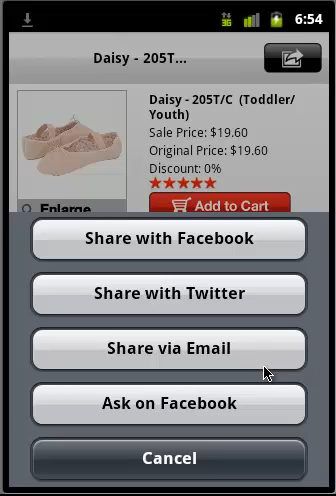 3G
6:54
Daisy - 205T...
Daisy - 205T/C (Toddler/
Youth)
Sale Price: $19.60
Original Price: $19.60
Discount: 0%
Enlarge
Add to Cart
Share with Facebook
Share with Twitter
Share via Email
Ask on Facebook
Cancel